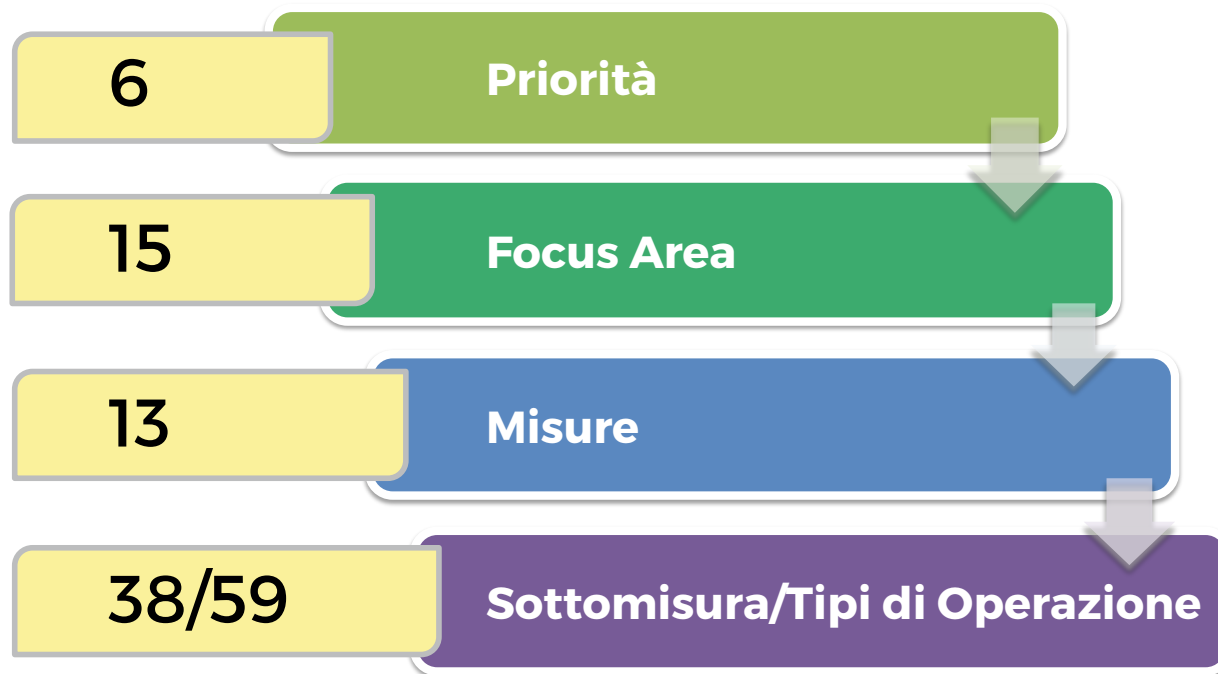 6
Priorità
15
Focus Area
13
Misure
38/59
Sottomisura/Tipi di Operazione